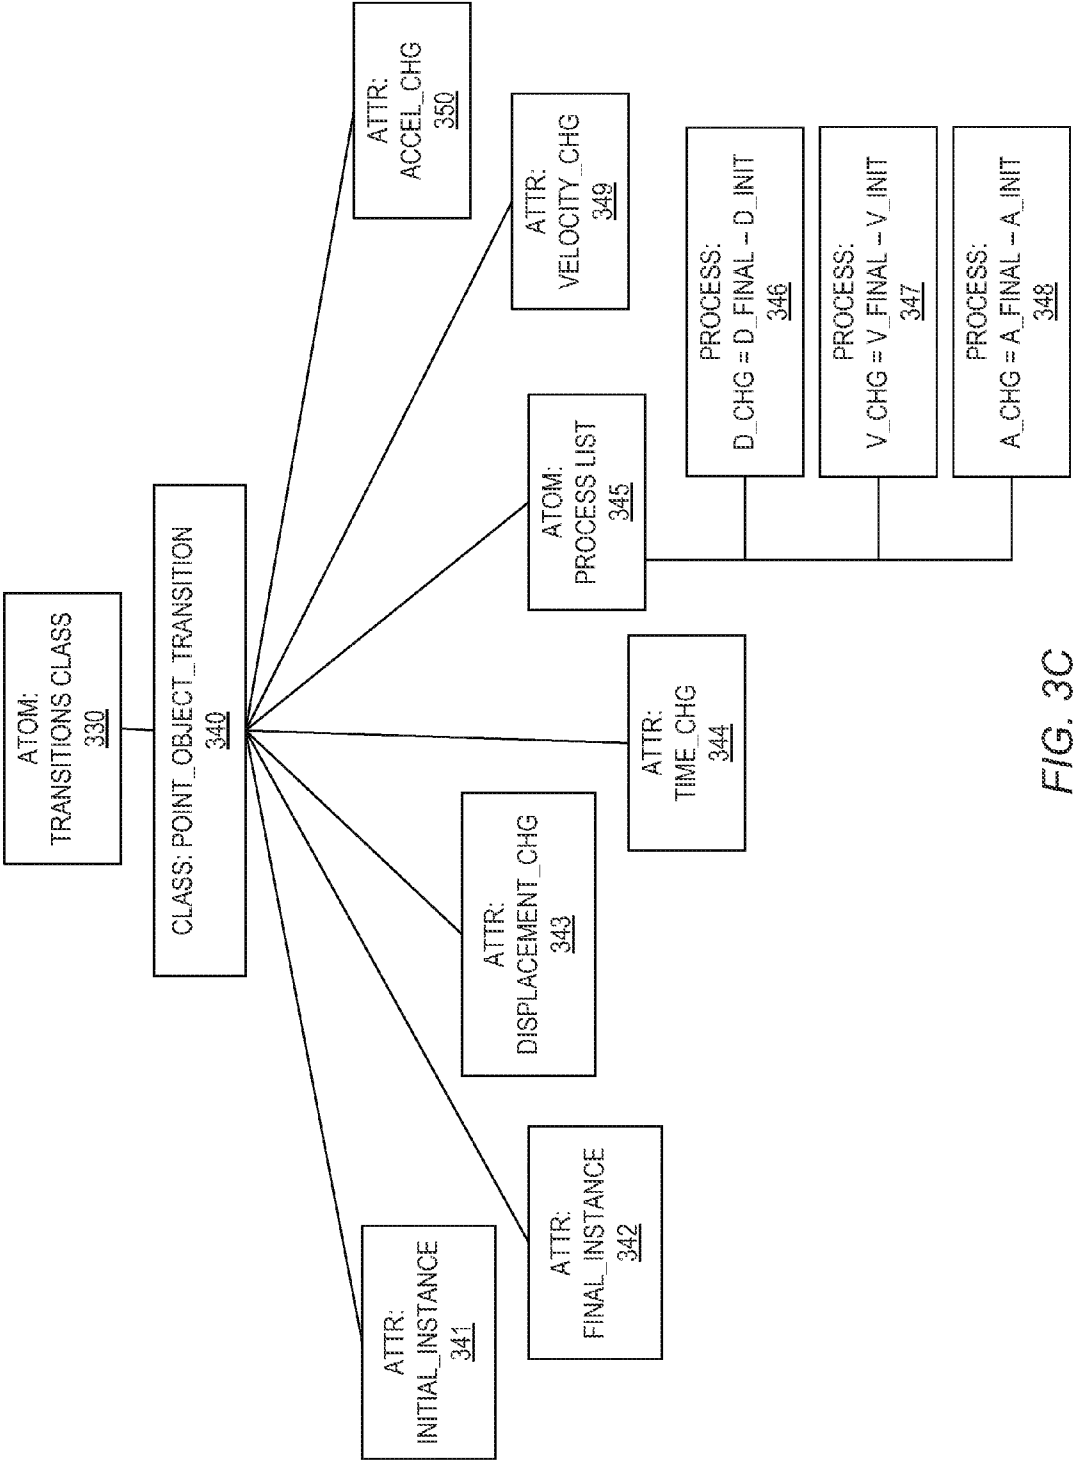 ATOM:
TRANSITIONS CLASS
330
CLASS: POINT_OBJECT_TRANSITION
340
ATTR:
INITIAL_INSTANCE
341
ATTR:
FINAL_INSTANCE
342
ATTR:
DISPLACEMENT_CHG
343
ATTR:
TIME_CHG
344
ATOM:
PROCESS LIST
345
PROCESS:
D_CHG = D_FINAL – D_INIT
346
PROCESS:
V_CHG = V_FINAL – V_INIT
347
PROCESS:
A_CHG = A_FINAL – A_INIT
348
ATTR:
VELOCITY_CHG
349
ATTR:
ACCEL_CHG
350
FIG. 3C